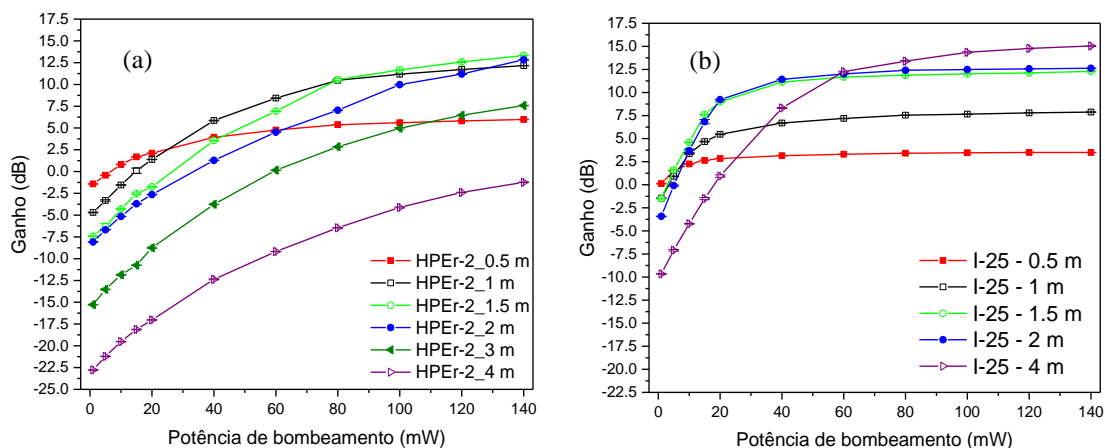 (a)
Ganho (dB)
17.5
15.0
12.5
10.0
7.5
5.0
2.5
0.0
-2.5
-5.0
-7.5
-10.0
-12.5
-15.0
-17.5
-20.0
-22.5
-25.0
HPEr-2_0.5 m
HPEr-2_1 m
HPEr-2_1.5 m
HPEr-2_2 m
HPEr-2_3 m
HPEr-2_4 m
0 20 40 60 80 100 120 140
Potência de bombeamento (mW)
(b)
Ganho (dB)
17.5
15.0
12.5
10.0
7.5
5.0
2.5
0.0
-2.5
-5.0
-7.5
-10.0
-12.5
-15.0
-17.5
-20.0
-22.5
I-25 - 0.5 m
I-25 - 1 m
I-25 - 1.5 m
I-25 - 2 m
I-25 - 4 m
0 20 40 60 80 100 120 140
Potência de bombeamento (mW)